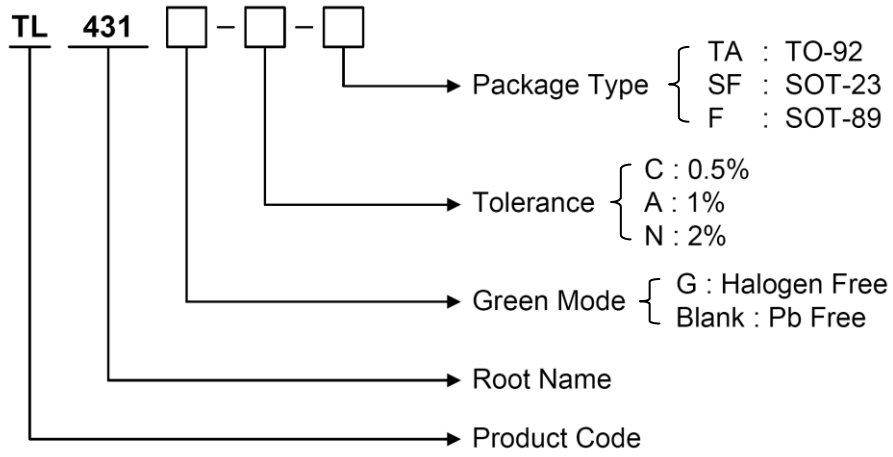 TL 431 – –
Package Type
TA : TO-92
SF : SOT-23
F : SOT-89
Tolerance
C : 0.5%
A : 1%
N : 2%
Green Mode
G : Halogen Free
Blank : Pb Free
Root Name
Product Code